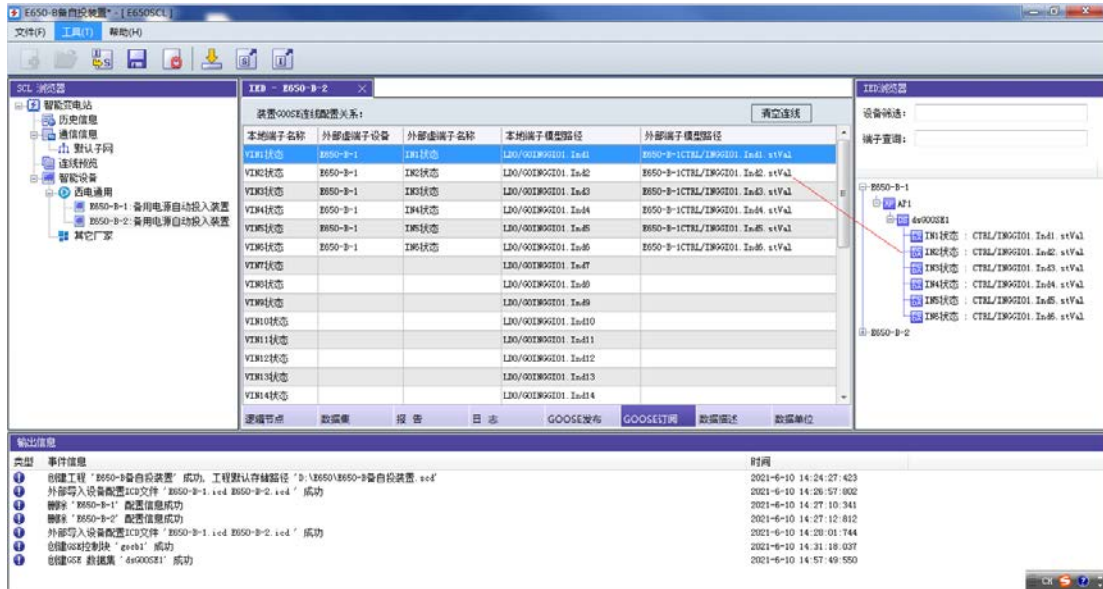 E650-B备自投装置* - [ E650SCL ]
文件(F) 工具(T) 帮助(H)
SCL 浏览器
智能变电站
历史信息
通信信息
默认子网
连线预览
智能设备
西电通用
E650-B-1:备用电源自动投入装置
E650-B-2:备用电源自动投入装置
其它厂家
IED - E650-B-2
装置GOOSE连线配置关系:
清空连线
本地端子名称 外部虚端子设备 外部虚端子名称 本地端子模型路径 外部端子模型路径
VIN1状态 E650-B-1 IN1状态 LD0/GOINGGIO1.Ind1 E650-B-1CTRL/INGGIO1.Ind1.stVal
VIN2状态 E650-B-1 IN2状态 LD0/GOINGGIO1.Ind2 E650-B-1CTRL/INGGIO1.Ind2.stVal
VIN3状态 E650-B-1 IN3状态 LD0/GOINGGIO1.Ind3 E650-B-1CTRL/INGGIO1.Ind3.stVal
VIN4状态 E650-B-1 IN4状态 LD0/GOINGGIO1.Ind4 E650-B-1CTRL/INGGIO1.Ind4.stVal
VIN5状态 E650-B-1 IN5状态 LD0/GOINGGIO1.Ind5 E650-B-1CTRL/INGGIO1.Ind5.stVal
VIN6状态 E650-B-1 IN6状态 LD0/GOINGGIO1.Ind6 E650-B-1CTRL/INGGIO1.Ind6.stVal
VIN7状态 LD0/GOINGGIO1.Ind7
VIN8状态 LD0/GOINGGIO1.Ind8
VIN9状态 LD0/GOINGGIO1.Ind9
VIN10状态 LD0/GOINGGIO1.Ind10
VIN11状态 LD0/GOINGGIO1.Ind11
VIN12状态 LD0/GOINGGIO1.Ind12
VIN13状态 LD0/GOINGGIO1.Ind13
VIN14状态 LD0/GOINGGIO1.Ind14
逻辑节点 数据集 报 告 日 志 GOOSE发布 GOOSE订阅 数据描述 数据单位
IED浏览器
设备筛选:
端子查询:
E650-B-1
AP AP1
DS dsGOOSE1
IN1状态 : CTRL/INGGIO1.Ind1.stVal
IN2状态 : CTRL/INGGIO1.Ind2.stVal
IN3状态 : CTRL/INGGIO1.Ind3.stVal
IN4状态 : CTRL/INGGIO1.Ind4.stVal
IN5状态 : CTRL/INGGIO1.Ind5.stVal
IN6状态 : CTRL/INGGIO1.Ind6.stVal
E650-B-2
输出信息
类型 事件信息 时间
创建工程 'E650-B备自投装置' 成功, 工程默认存储路径 'D:\E650\E650-B备自投装置.scd' 2021-6-10 14:24:27:423
外部导入设备配置ICD文件 'E650-B-1.icd E650-B-2.icd ' 成功 2021-6-10 14:26:57:802
删除 'E650-B-1' 配置信息成功 2021-6-10 14:27:10:341
删除 'E650-B-2' 配置信息成功 2021-6-10 14:27:12:812
外部导入设备配置ICD文件 'E650-B-1.icd E650-B-2.icd ' 成功 2021-6-10 14:28:01:744
创建GSE控制块 'gocb1' 成功 2021-6-10 14:31:18:037
创建GSE 数据集 'dsGOOSE1' 成功 2021-6-10 14:57:49:550
CH